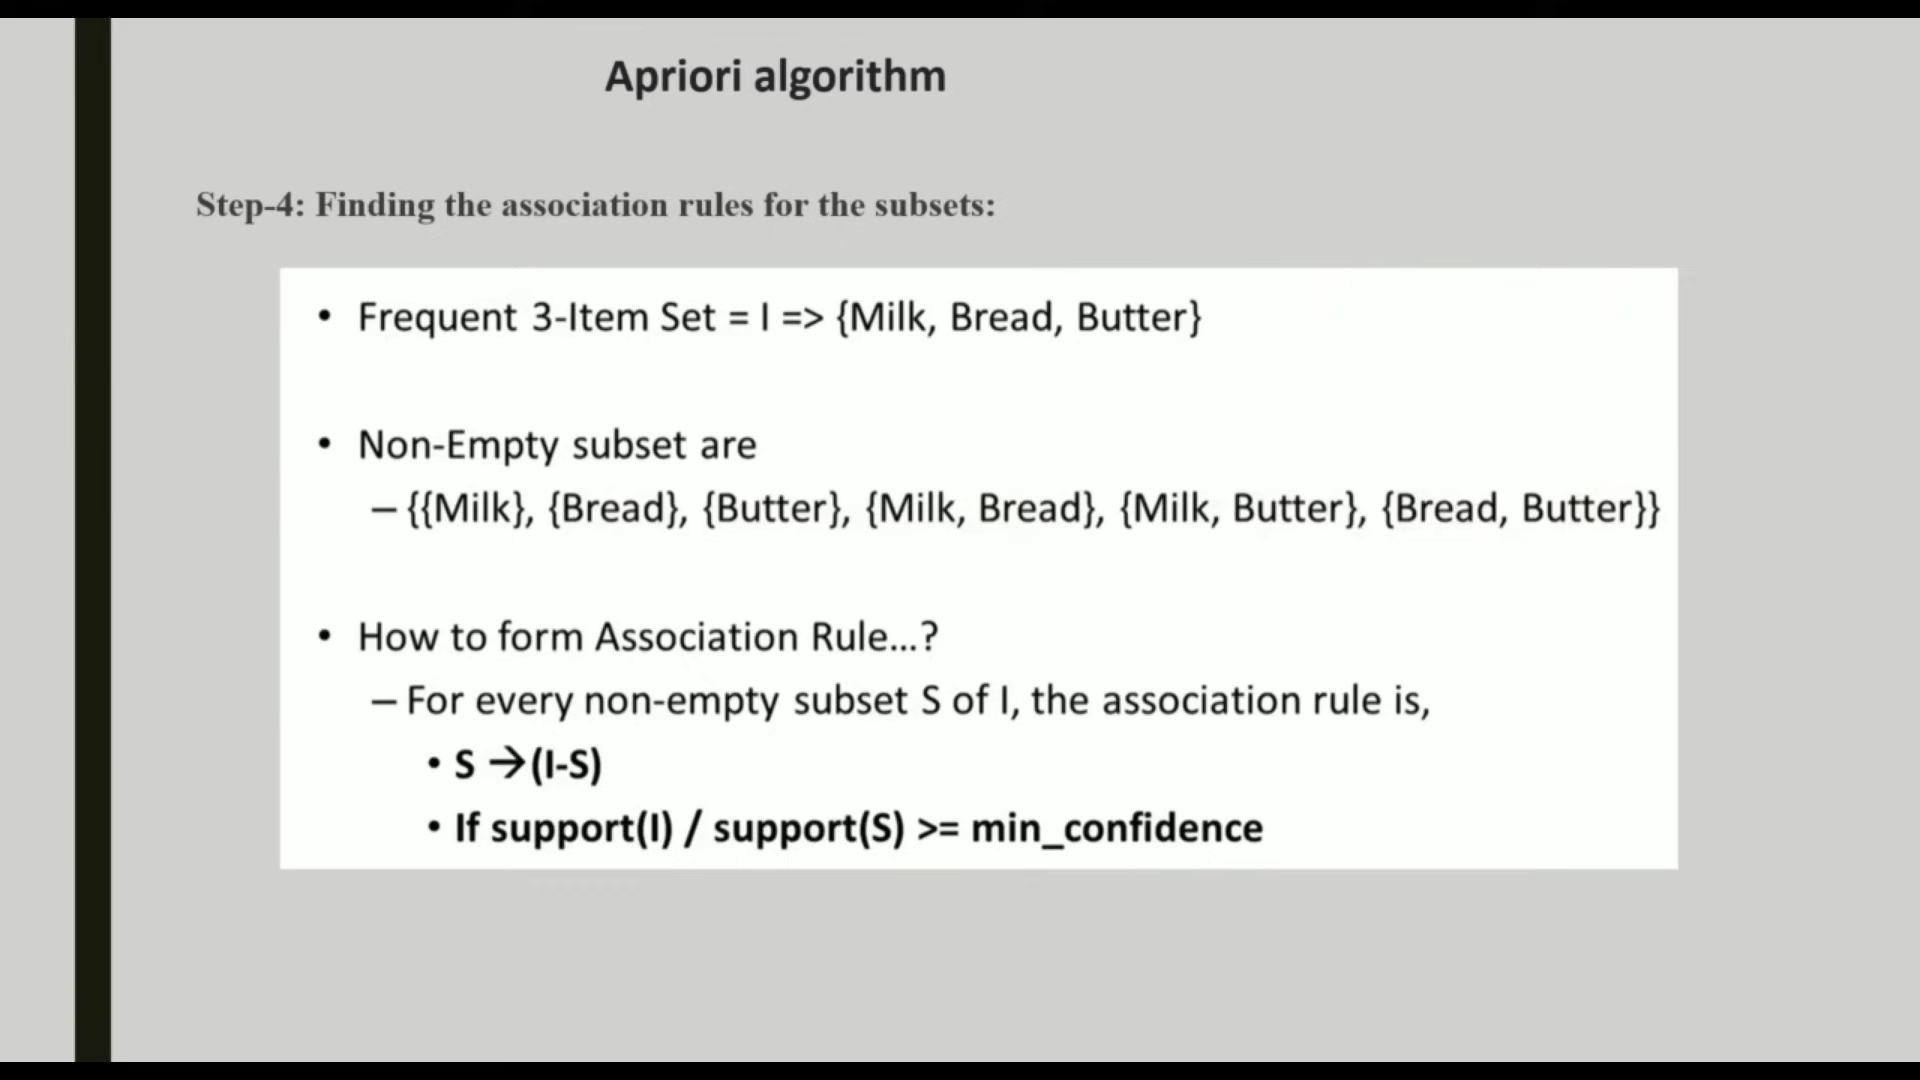 Apriori algorithm
Step-4: Finding the association rules for the subsets:
• Frequent 3-Item Set = I => {Milk, Bread, Butter}
• Non-Empty subset are
– {{Milk}, {Bread}, {Butter}, {Milk, Bread}, {Milk, Butter}, {Bread, Butter}}
• How to form Association Rule...?
– For every non-empty subset S of I, the association rule is,
• S →(I-S)
• If support(I) / support(S) >= min_confidence